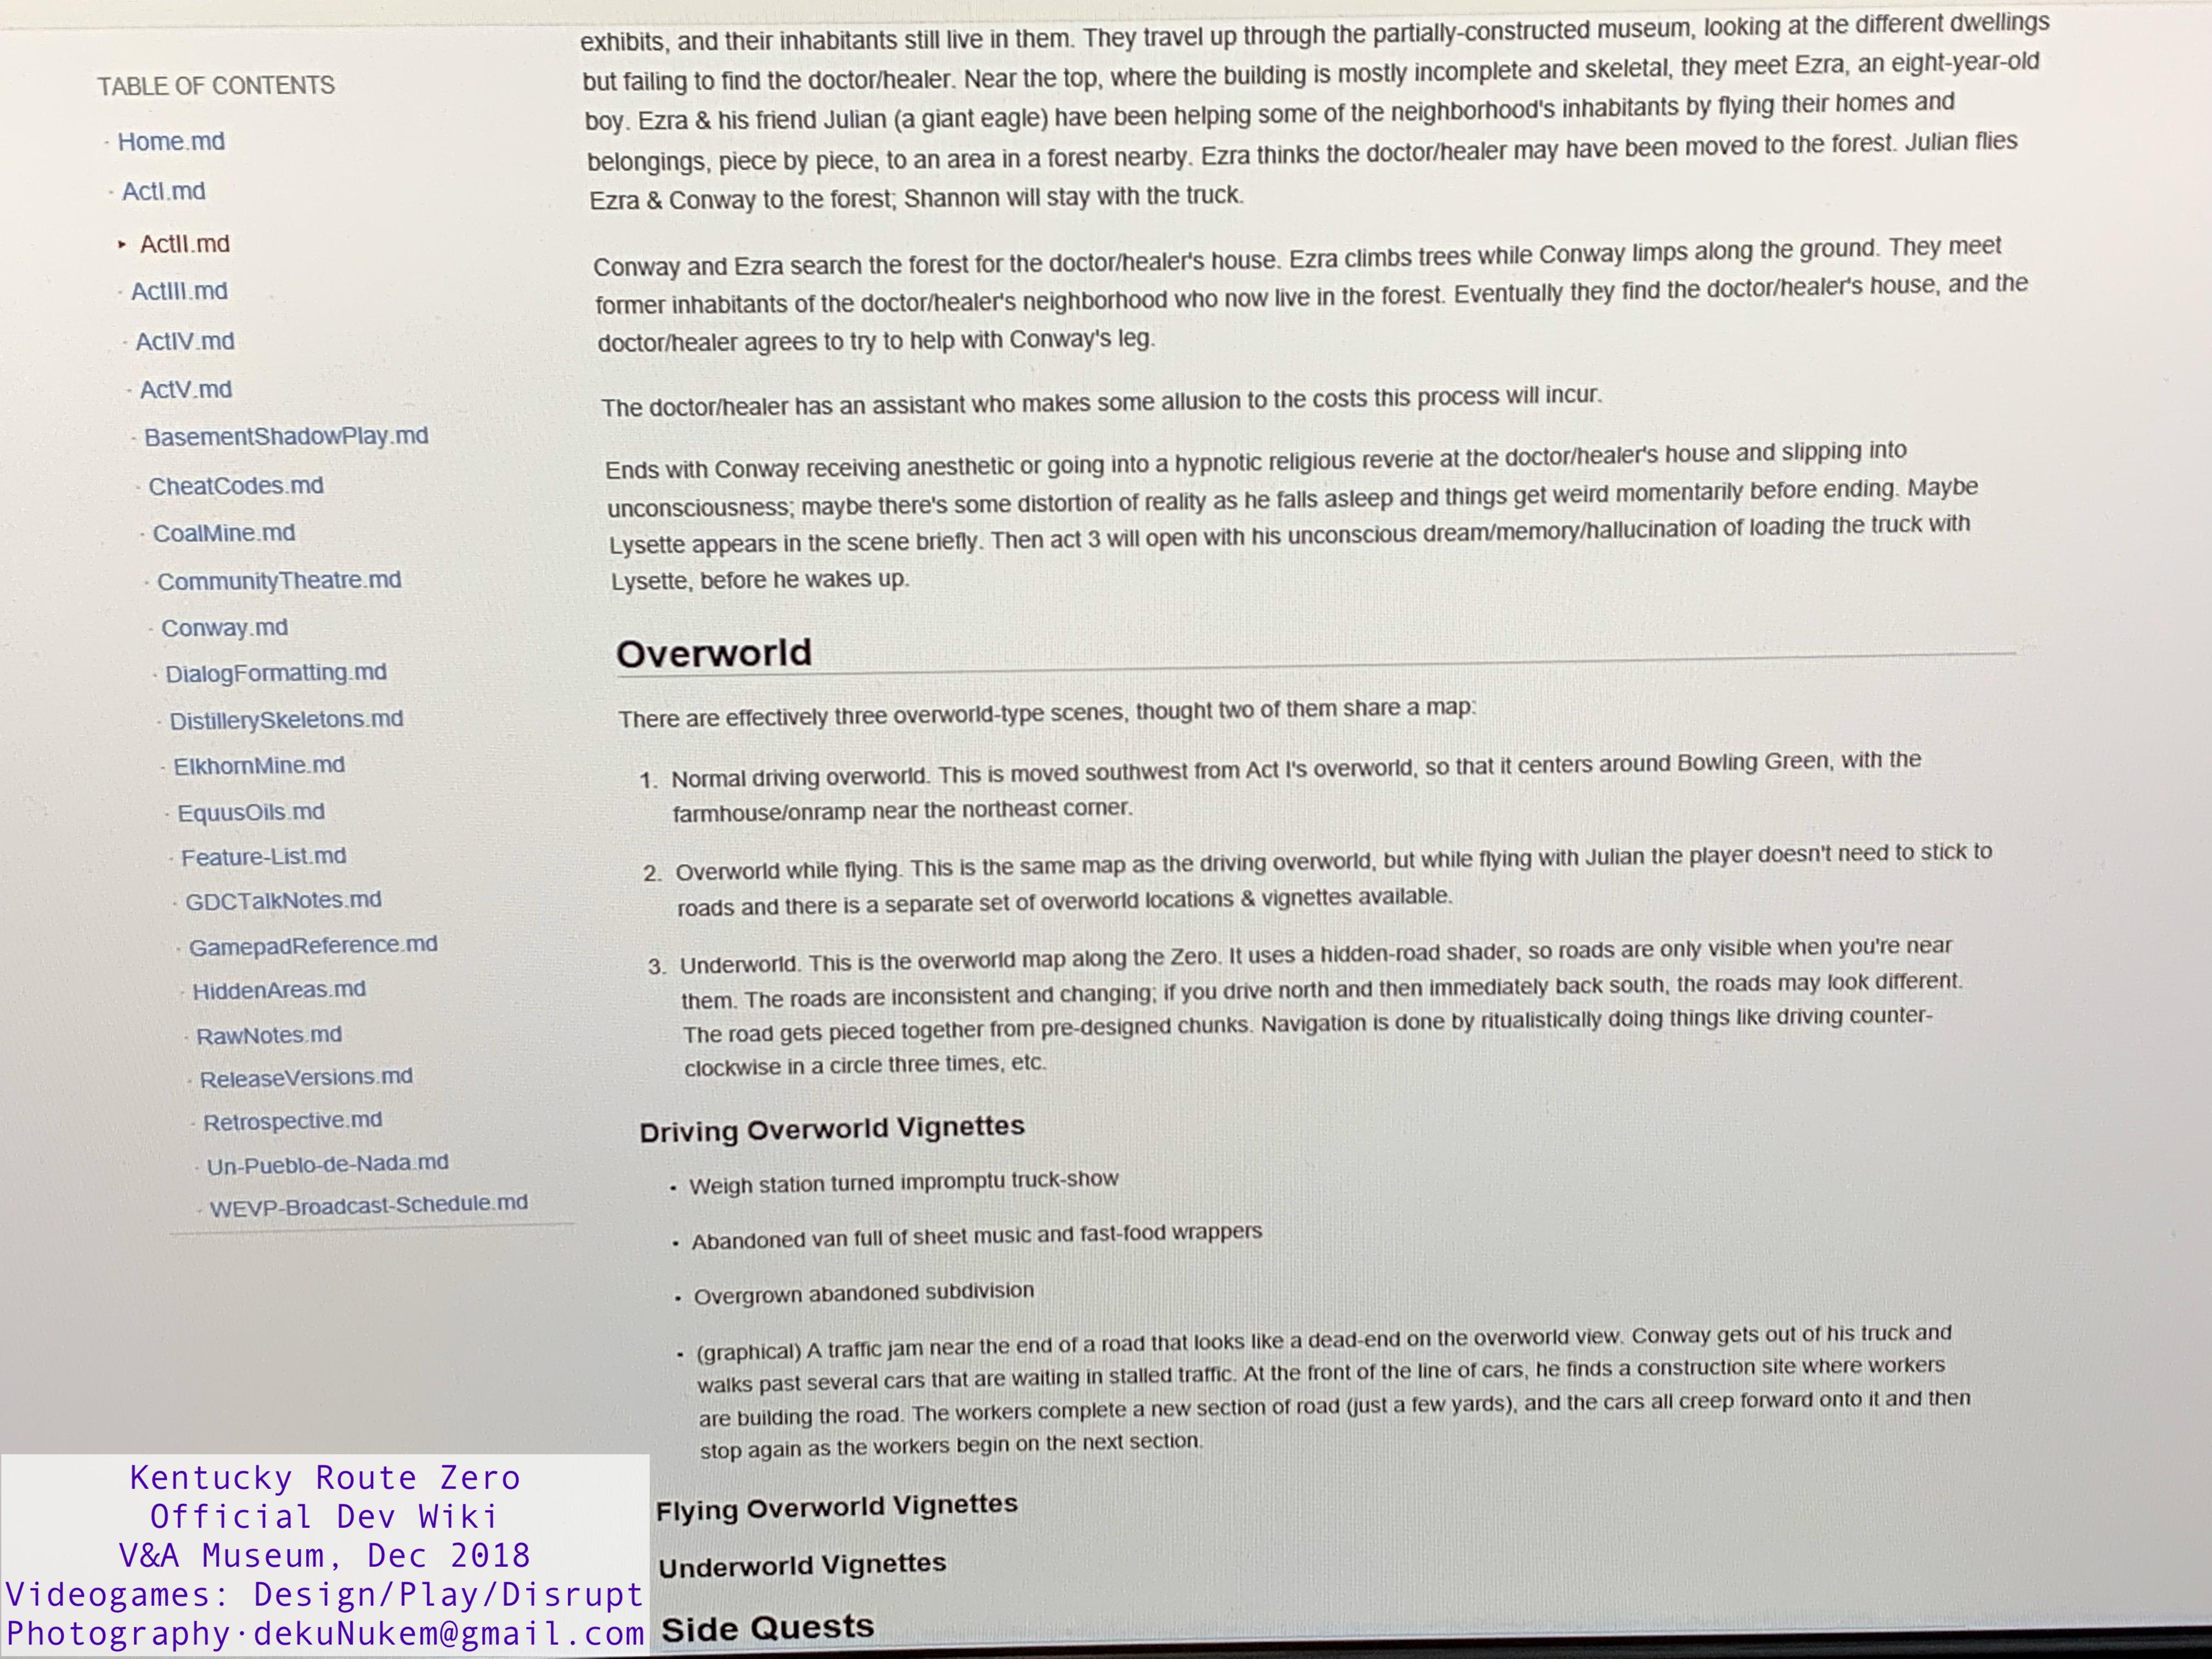 TABLE OF CONTENTS
Home.md
ActI.md
ActII.md
ActIII.md
ActIV.md
ActV.md
BasementShadowPlay.md
CheatCodes.md
CoalMine.md
CommunityTheatre.md
Conway.md
DialogFormatting.md
DistillerySkeletons.md
ElkhornMine.md
EquusOils.md
Feature-List.md
GDCTalkNotes.md
GamepadReference.md
HiddenAreas.md
RawNotes.md
ReleaseVersions.md
Retrospective.md
Un-Pueblo-de-Nada.md
WEVP-Broadcast-Schedule.md
exhibits, and their inhabitants still live in them. They travel up through the partially-constructed museum, looking at the different dwellings
but failing to find the doctor/healer. Near the top, where the building is mostly incomplete and skeletal, they meet Ezra, an eight-year-old
boy. Ezra & his friend Julian (a giant eagle) have been helping some of the neighborhood's inhabitants by flying their homes and
belongings, piece by piece, to an area in a forest nearby. Ezra thinks the doctor/healer may have been moved to the forest. Julian flies
Ezra & Conway to the forest; Shannon will stay with the truck.
Conway and Ezra search the forest for the doctor/healer's house. Ezra climbs trees while Conway limps along the ground. They meet
former inhabitants of the doctor/healer's neighborhood who now live in the forest. Eventually they find the doctor/healer's house, and the
doctor/healer agrees to try to help with Conway's leg.
The doctor/healer has an assistant who makes some allusion to the costs this process will incur.
Ends with Conway receiving anesthetic or going into a hypnotic religious reverie at the doctor/healer's house and slipping into
unconsciousness; maybe there's some distortion of reality as he falls asleep and things get weird momentarily before ending. Maybe
Lysette appears in the scene briefly. Then act 3 will open with his unconscious dream/memory/hallucination of loading the truck with
Lysette, before he wakes up.
Overworld
There are effectively three overworld-type scenes, thought two of them share a map:
1. Normal driving overworld. This is moved southwest from Act I's overworld, so that it centers around Bowling Green, with the
farmhouse/onramp near the northeast corner.
2. Overworld while flying. This is the same map as the driving overworld, but while flying with Julian the player doesn't need to stick to
roads and there is a separate set of overworld locations & vignettes available.
3. Underworld. This is the overworld map along the Zero. It uses a hidden-road shader, so roads are only visible when you're near
them. The roads are inconsistent and changing; if you drive north and then immediately back south, the roads may look different.
The road gets pieced together from pre-designed chunks. Navigation is done by ritualistically doing things like driving counter-
clockwise in a circle three times, etc.
Driving Overworld Vignettes
• Weigh station turned impromptu truck-show
• Abandoned van full of sheet music and fast-food wrappers
• Overgrown abandoned subdivision
• (graphical) A traffic jam near the end of a road that looks like a dead-end on the overworld view. Conway gets out of his truck and
walks past several cars that are waiting in stalled traffic. At the front of the line of cars, he finds a construction site where workers
are building the road. The workers complete a new section of road (just a few yards), and the cars all creep forward onto it and then
stop again as the workers begin on the next section.
Flying Overworld Vignettes
Underworld Vignettes
Side Quests
Kentucky Route Zero
Official Dev Wiki
V&A Museum, Dec 2018
Videogames: Design/Play/Disrupt
Photography·dekuNukem@gmail.com